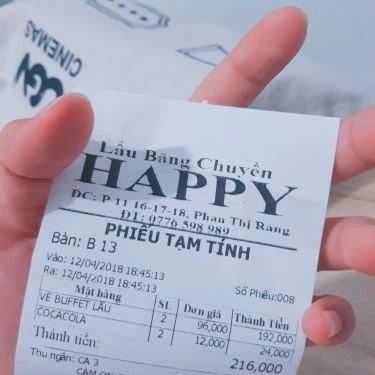 CGV
CINEMAS
Lẩu Băng Chuyền
HAPPY
ĐC: P 11 16-17-18, Phan Thị Ràng
ĐT: 0776 598 989
PHIẾU TẠM TÍNH
Bàn: B 13
Vào: 12/04/2018 18:45:13
Ra: 12/04/2018 18:45:13 Số Phiếu:008
Mặt hàng SL Đơn giá Thành Tiền
VÉ BUFFET LẨU 2 96,000 192,000
COCACOLA 2 12,000 24,000
Thành tiền: 216,000
Thu ngân: CA 3